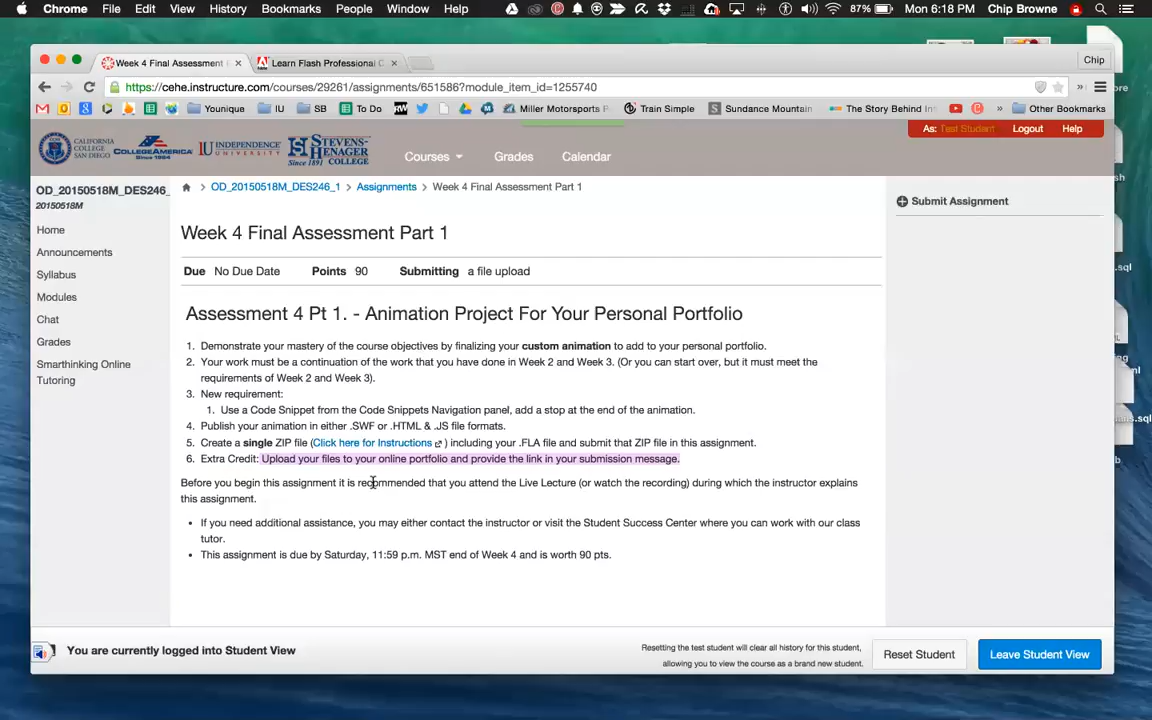 Chrome File Edit View History Bookmarks People Window Help 87% Mon 6:18 PM Chip Browne
Week 4 Final Assessment Learn Flash Professional C Chip
https://cehe.instructure.com/courses/29261/assignments/651586?module_item_id=1255740
Younique IU SB To Do RW Miller Motorsports Train Simple Sundance Mountain The Story Behind In Other Bookmarks
As: Test Student Logout Help
CALIFORNIA COLLEGE SAN DIEGO COLLEGEAMERICA Since 1964 INDEPENDENCE UNIVERSITY STEVENS-HENAGER COLLEGE Since 1891
Courses Grades Calendar
OD_20150518M_DES246_
20150518M
Home
Announcements
Syllabus
Modules
Chat
Grades
Smarthinking Online
Tutoring
OD_20150518M_DES246_1 > Assignments > Week 4 Final Assessment Part 1
Week 4 Final Assessment Part 1
Due No Due Date Points 90 Submitting a file upload
Assessment 4 Pt 1. - Animation Project For Your Personal Portfolio
1. Demonstrate your mastery of the course objectives by finalizing your custom animation to add to your personal portfolio.
2. Your work must be a continuation of the work that you have done in Week 2 and Week 3. (Or you can start over, but it must meet the
requirements of Week 2 and Week 3).
3. New requirement:
1. Use a Code Snippet from the Code Snippets Navigation panel, add a stop at the end of the animation.
4. Publish your animation in either .SWF or .HTML & .JS file formats.
5. Create a single ZIP file (Click here for Instructions ) including your .FLA file and submit that ZIP file in this assignment.
6. Extra Credit: Upload your files to your online portfolio and provide the link in your submission message.
Before you begin this assignment it is recommended that you attend the Live Lecture (or watch the recording) during which the instructor explains
this assignment.
If you need additional assistance, you may either contact the instructor or visit the Student Success Center where you can work with our class
tutor.
This assignment is due by Saturday, 11:59 p.m. MST end of Week 4 and is worth 90 pts.
Submit Assignment
You are currently logged into Student View
Resetting the test student will clear all history for this student,
allowing you to view the course as a brand new student.
Reset Student
Leave Student View